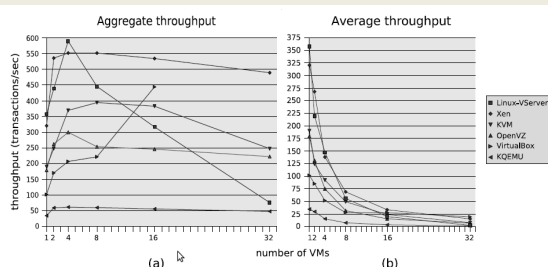 Aggregate throughput
throughput (transactions/sec)
600
550
500
450
400
350
300
250
200
150
100
50
0
1 2 4 8 16 32
(a)
Average throughput
375
350
325
300
275
250
225
200
175
150
125
100
75
50
25
0
1 2 4 8 16 32
(b)
number of VMs
Linux-VServer
Xen
KVM
OpenVZ
VirtualBox
KQEMU